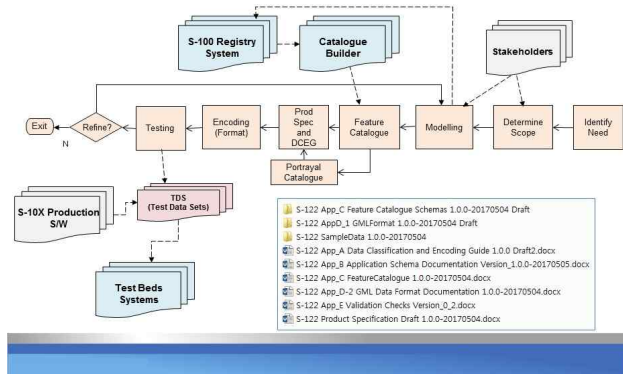 S-100 Registry
System
Catalogue
Builder
Stakeholders
Exit
N
Refine?
Testing
Encoding
(Format)
Prod
Spec
and
DCEG
Feature
Catalogue
Modelling
Determine
Scope
Identify
Need
Portrayal
Catalogue
S-10X Production
S/W
TDS
(Test Data Sets)
Test Beds
Systems
S-122 App_C Feature Catalogue Schemas 1.0.0-20170504 Draft
S-122 AppD_1 GMLFormat 1.0.0-20170504 Draft
S-122 SampleData 1.0.0-20170504
S-122 App_A Data Classification and Encoding Guide 1.0.0 Draft2.docx
S-122 App_B Application Schema Documentation Version_1.0.0-20170505.docx
S-122 App_C FeatureCatalogue 1.0.0-20170504.docx
S-122 App_D-2 GML Data Format Documentation 1.0.0-20170504.docx
S-122 App_E Validation Checks Version_0_2.docx
S-122 Product Specification Draft 1.0.0-20170504.docx